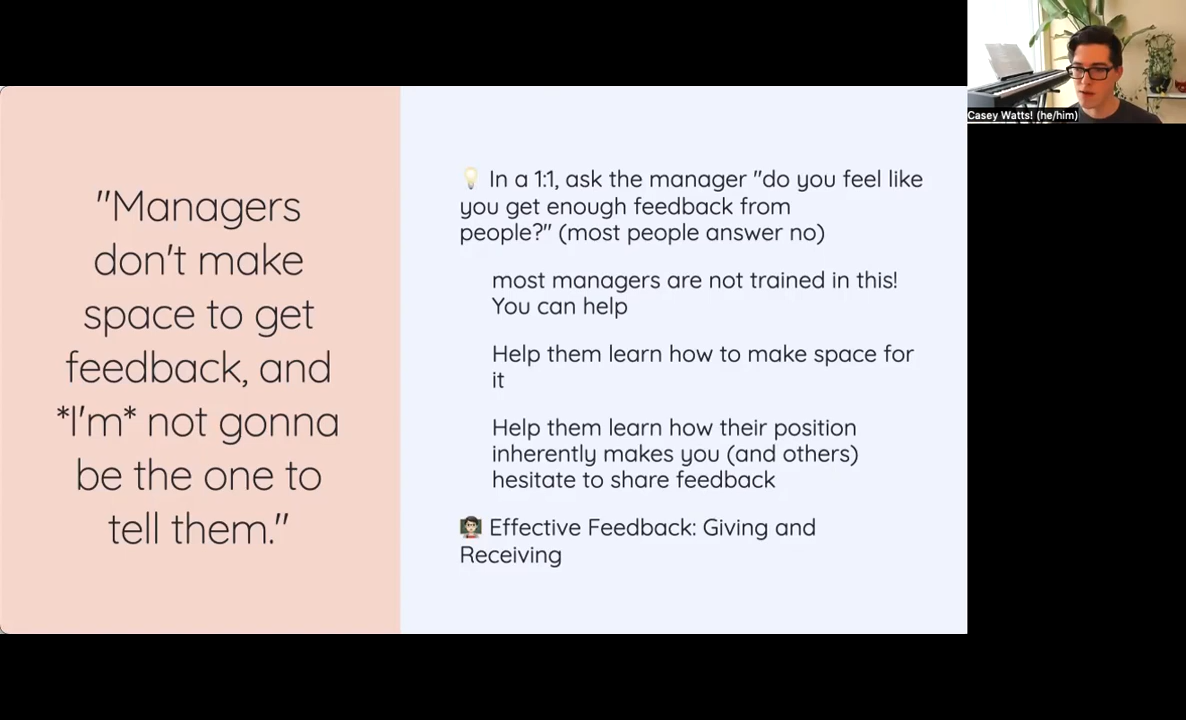 "Managers
don't make
space to get
feedback, and
*I'm* not gonna
be the one to
tell them."
💡 In a 1:1, ask the manager "do you feel like
you get enough feedback from
people?" (most people answer no)
most managers are not trained in this!
You can help
Help them learn how to make space for
it
Help them learn how their position
inherently makes you (and others)
hesitate to share feedback
👨🏻‍🏫 Effective Feedback: Giving and
Receiving
Casey Watts! (he/him)